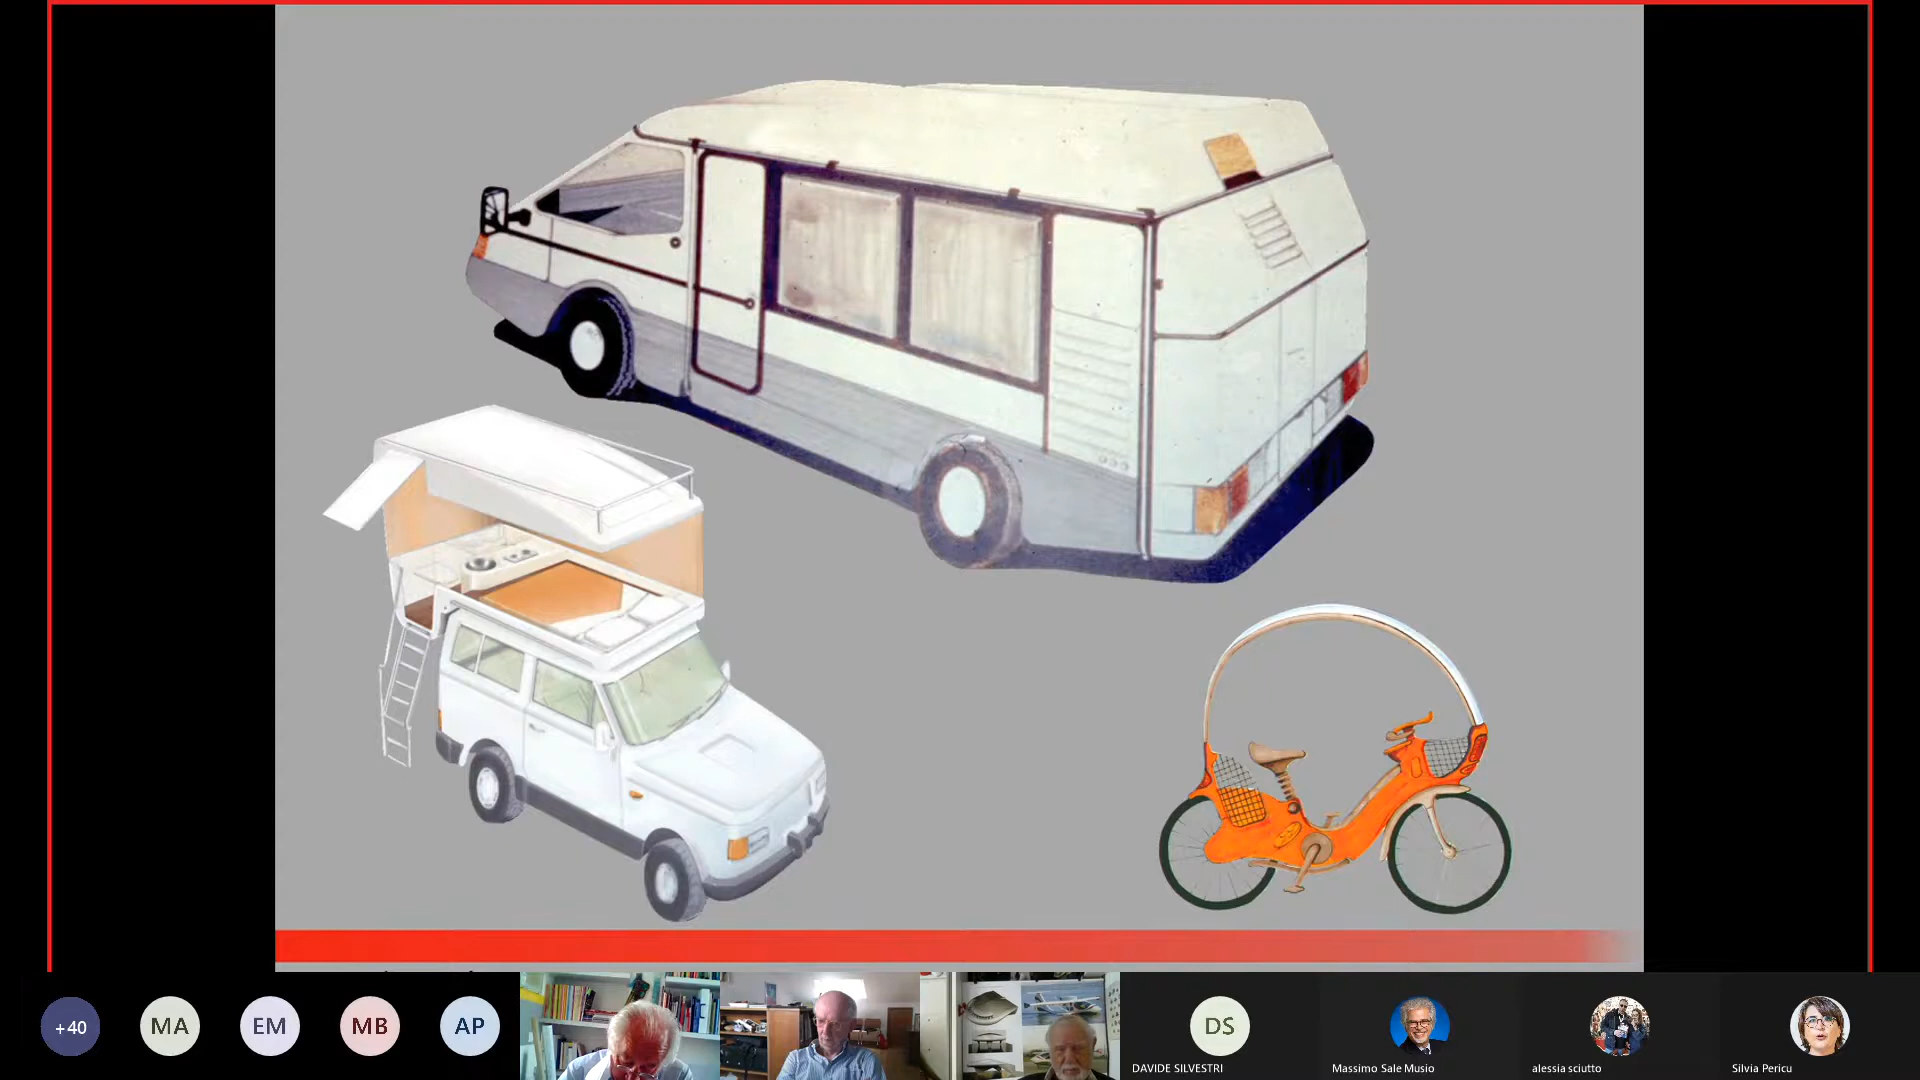 +40
MA
EM
MB
AP
DS
DAVIDE SILVESTRI
Massimo Sale Musio
alessia sciutto
Silvia Pericu